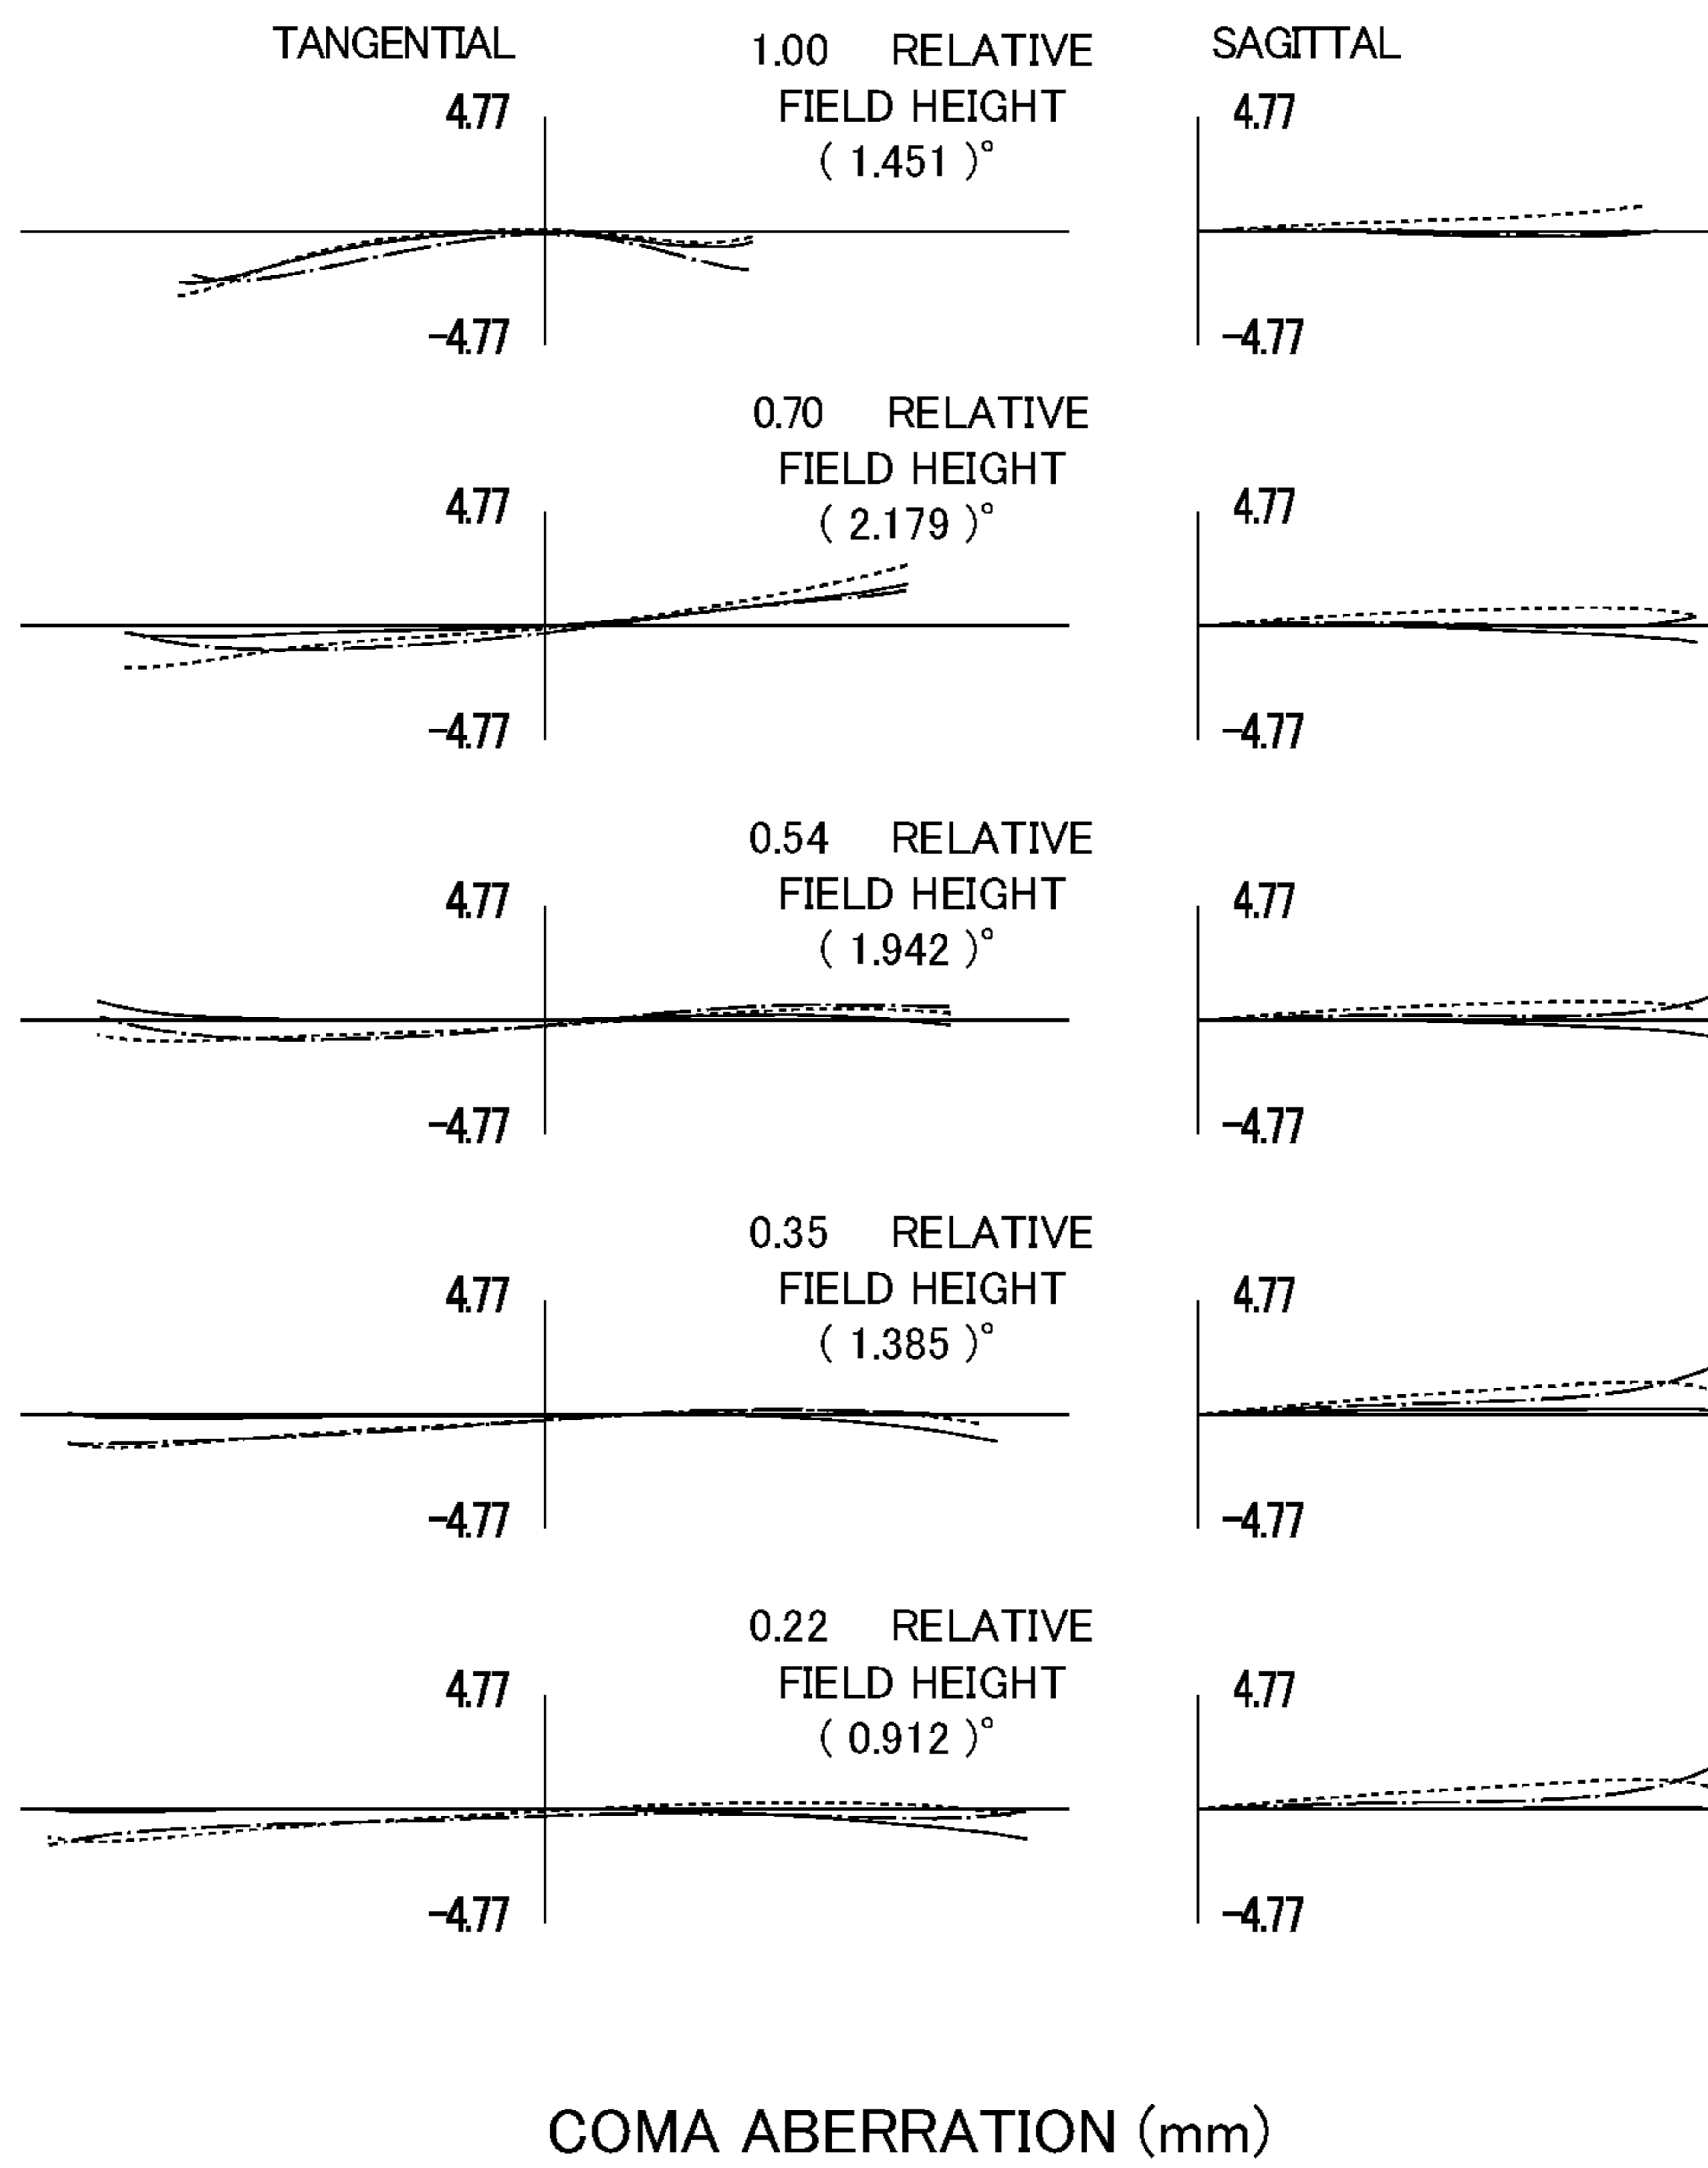 TANGENTIAL 1.00 RELATIVE SAGITTAL
4.77 FIELD HEIGHT 4.77
( 1.451 )°
-4.77 -4.77
0.70 RELATIVE
FIELD HEIGHT
4.77 ( 2.179 )° 4.77
-4.77 -4.77
0.54 RELATIVE
4.77 FIELD HEIGHT 4.77
( 1.942 )°
-4.77 -4.77
0.35 RELATIVE
4.77 FIELD HEIGHT 4.77
( 1.385 )°
-4.77 -4.77
0.22 RELATIVE
4.77 FIELD HEIGHT 4.77
( 0.912 )°
-4.77 -4.77
COMA ABERRATION (mm)